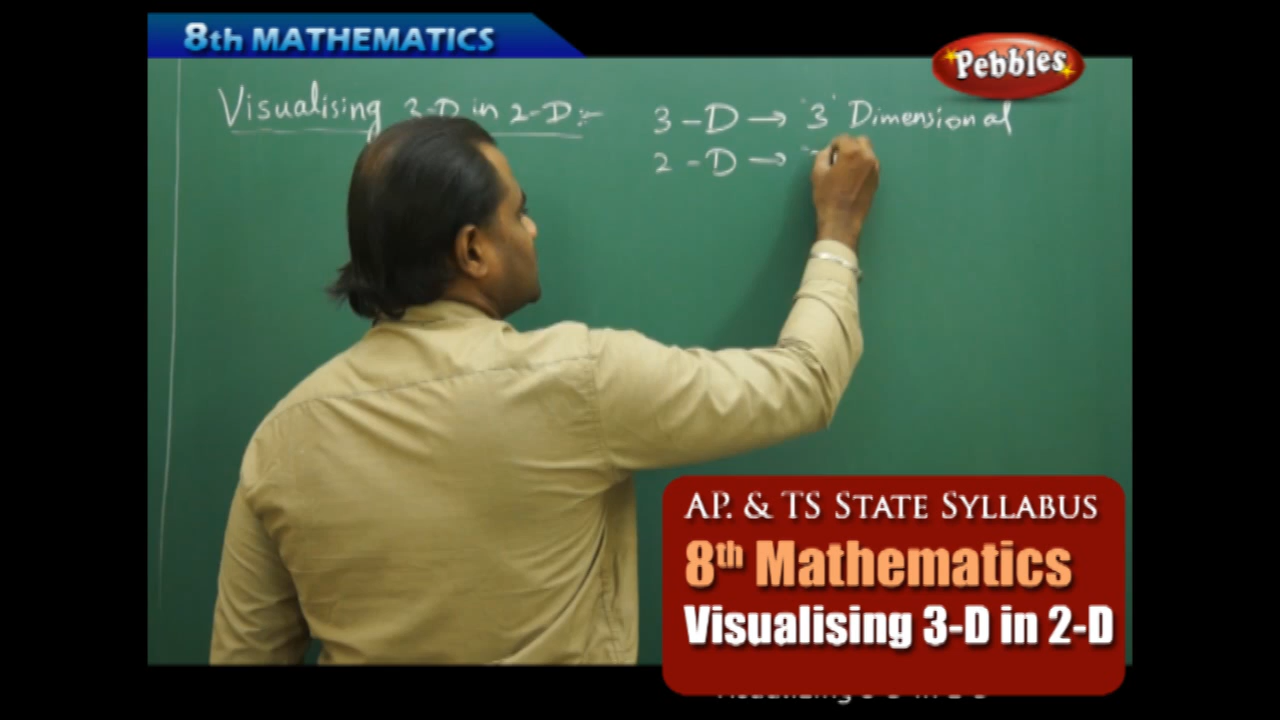 8th MATHEMATICS
Pebbles
Visualising 3-D in 2-D:-
3-D → '3' Dimensional
2-D →
AP. & TS STATE SYLLABUS
8th Mathematics
Visualising 3-D in 2-D